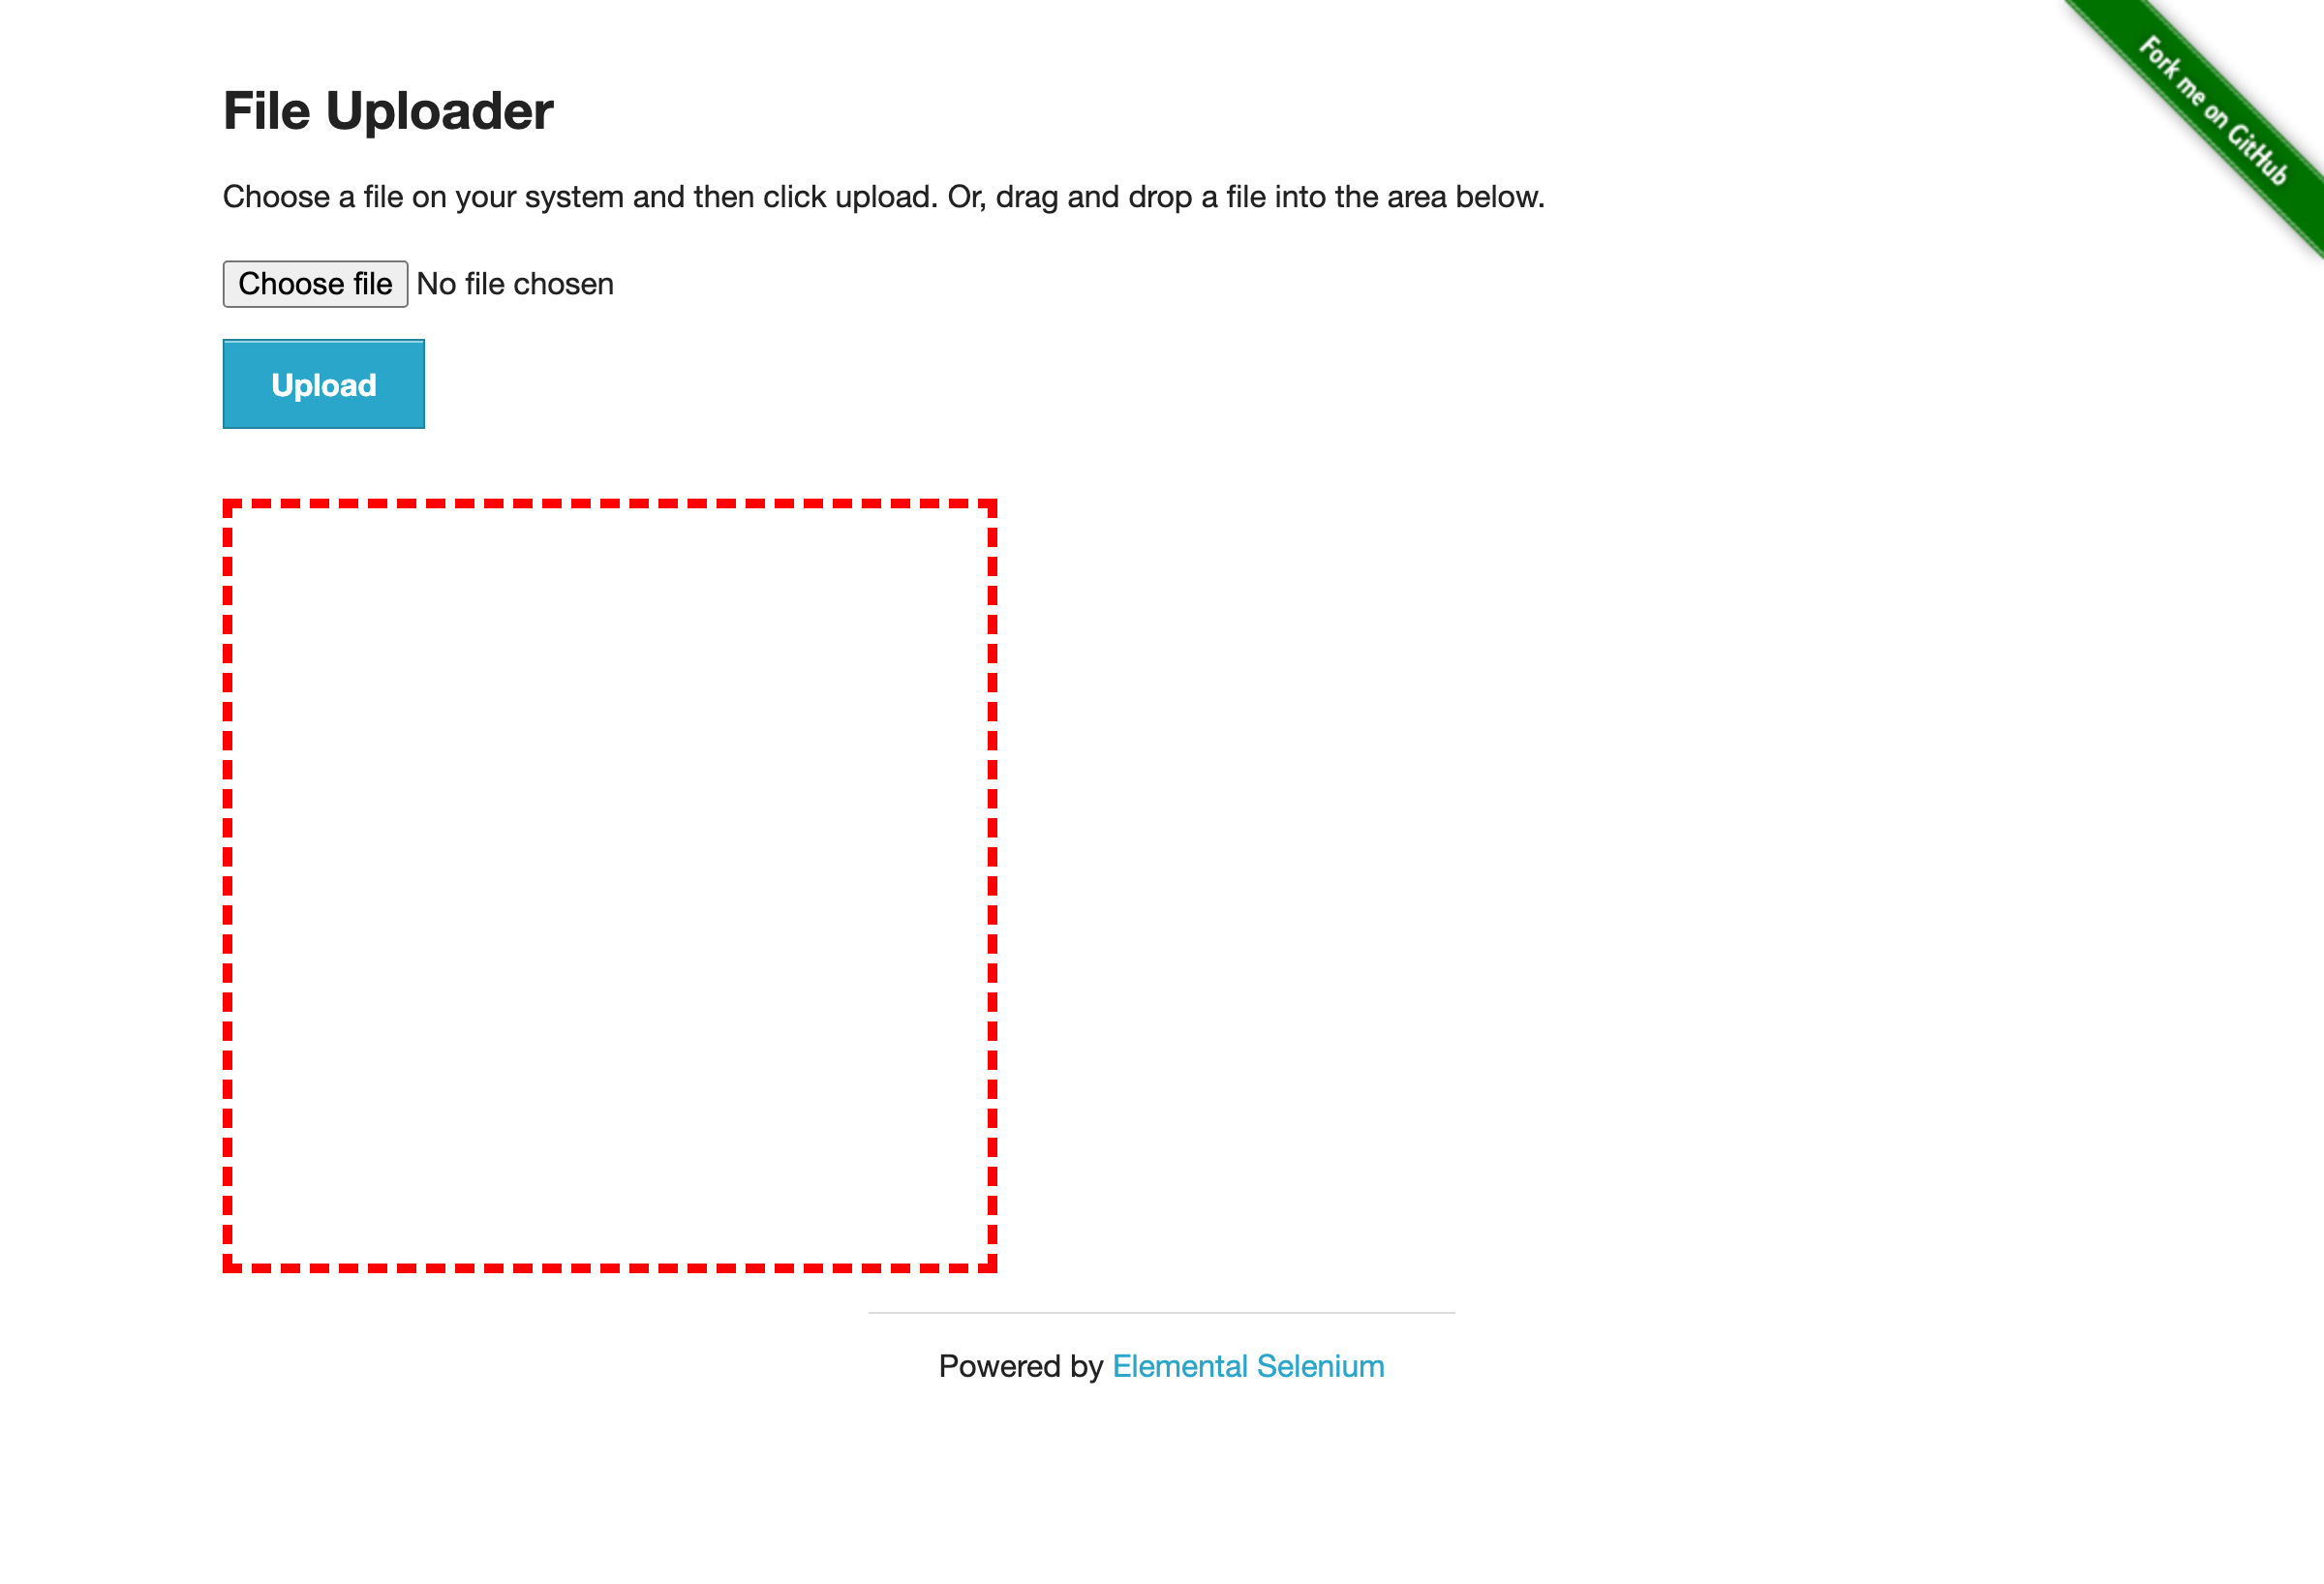 Fork me on GitHub
File Uploader
Choose a file on your system and then click upload. Or, drag and drop a file into the area below.
Choose file No file chosen
Upload
Powered by Elemental Selenium